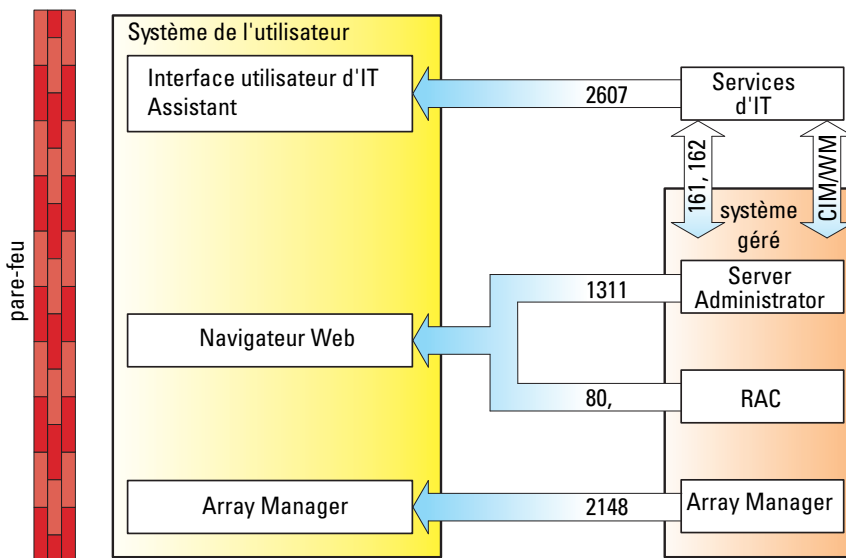 pare-feu
Système de l'utilisateur
Interface utilisateur d'IT
Assistant
2607
Services
d'IT
161, 162
CIM/WM
système
géré
1311
Server
Administrator
Navigateur Web
80,
RAC
Array Manager
2148
Array Manager